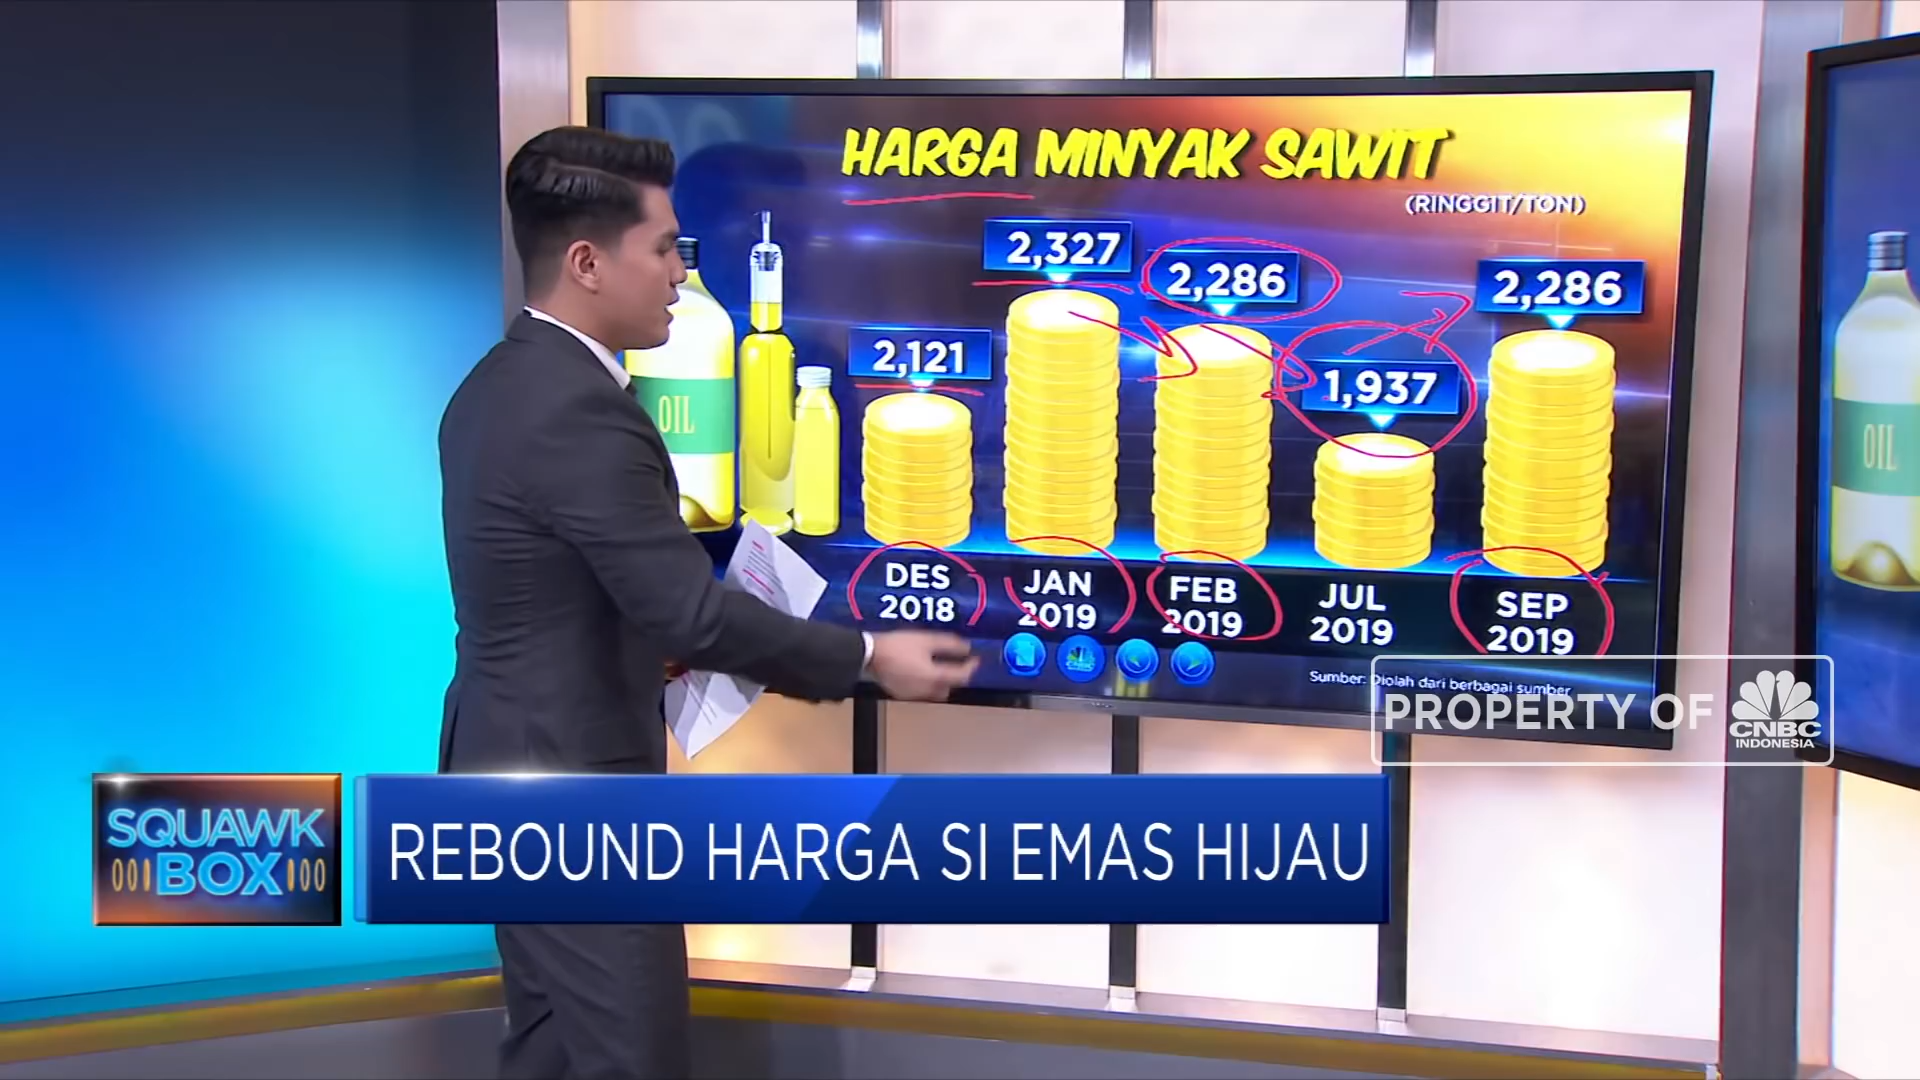 HARGA MINYAK SAWIT
(RINGGIT/TON)
2,121
2,327
2,286
1,937
2,286
OIL
OIL
DES
2018
JAN
2019
FEB
2019
JUL
2019
SEP
2019
CNBC
Sumber: Diolah dari berbagai sumber
PROPERTY OF
CNBC
INDONESIA
SQUAWK
BOX
REBOUND HARGA SI EMAS HIJAU